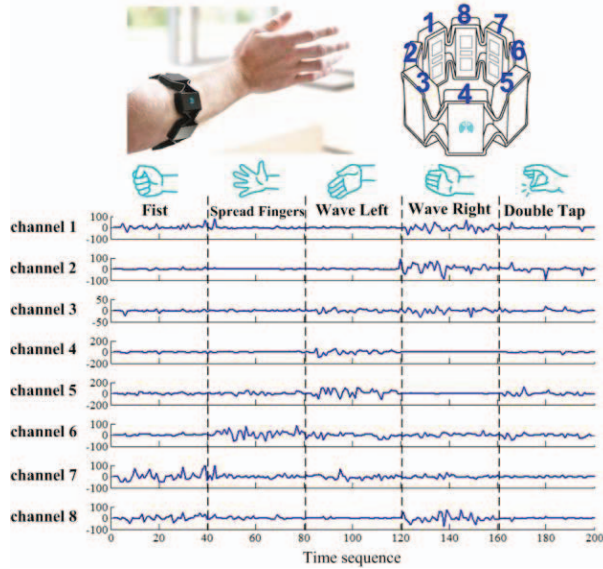 8
1 7
2 6
3 5
4
Fist Spread Fingers Wave Left Wave Right Double Tap
channel 1 100 0 -100
channel 2 100 0 -100
channel 3 50 0 -50
channel 4 200 0 -200
channel 5 200 0 -200
channel 6 100 0 -100
channel 7 100 0 -100
channel 8 100 0 -100
0 20 40 60 80 100 120 140 160 180 200
Time sequence